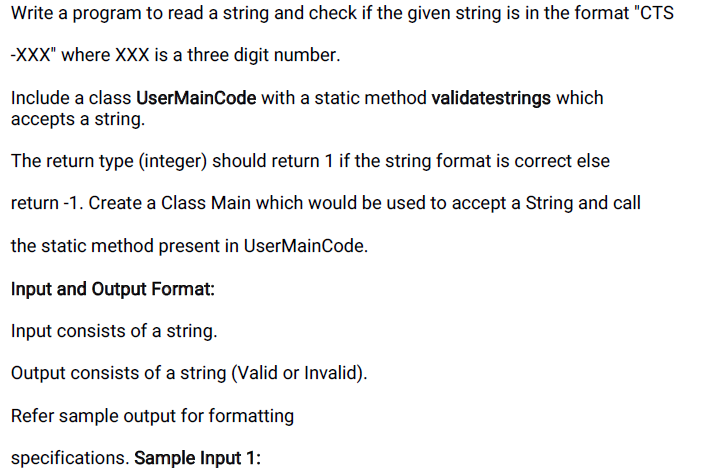 Write a program to read a string and check if the given string is in the format "CTS
-XXX" where XXX is a three digit number.
Include a class UserMainCode with a static method validatestrings which
accepts a string.
The return type (integer) should return 1 if the string format is correct else
return -1. Create a Class Main which would be used to accept a String and call
the static method present in UserMainCode.
Input and Output Format:
Input consists of a string.
Output consists of a string (Valid or Invalid).
Refer sample output for formatting
specifications. Sample Input 1: